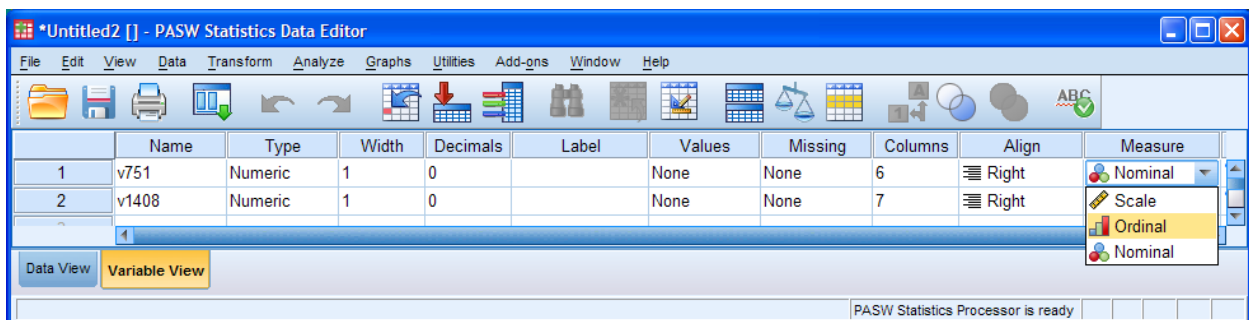 *Untitled2 [] - PASW Statistics Data Editor
File Edit View Data Transform Analyze Graphs Utilities Add-ons Window Help
1 A ABC
Name Type Width Decimals Label Values Missing Columns Align Measure
1 v751 Numeric 1 0 None None 6 Right Nominal
2 v1408 Numeric 1 0 None None 7 Right
Scale
Ordinal
Nominal
Data View Variable View
PASW Statistics Processor is ready